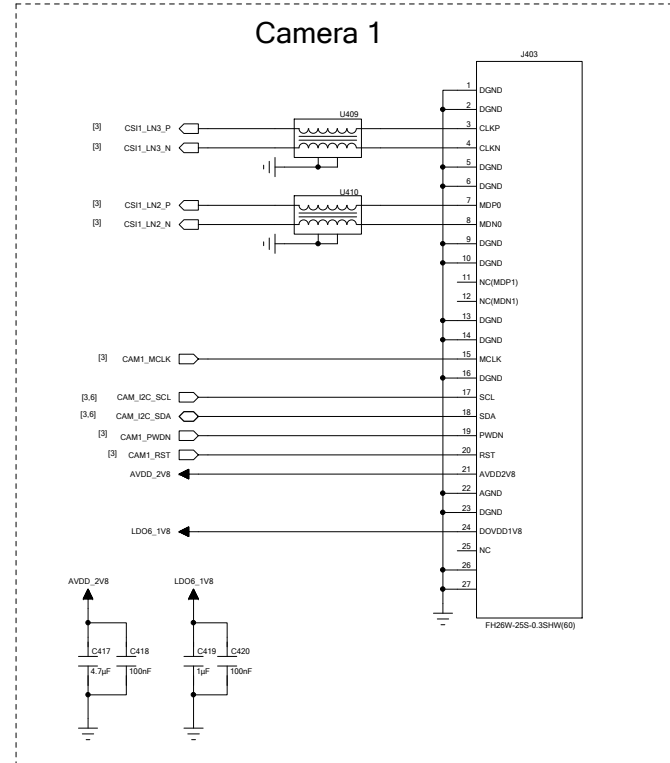 Camera 1
J403
1 DGND
2 DGND
U409
[3] CSI1_LN3_P 3 CLKP
[3] CSI1_LN3_N 4 CLKN
5 DGND
6 DGND
U410
[3] CSI1_LN2_P 7 MDP0
[3] CSI1_LN2_N 8 MDN0
9 DGND
10 DGND
11 NC(MDP1)
12 NC(MDN1)
13 DGND
14 DGND
[3] CAM1_MCLK 15 MCLK
16 DGND
[3,6] CAM_I2C_SCL 17 SCL
[3,6] CAM_I2C_SDA 18 SDA
[3] CAM1_PWDN 19 PWDN
[3] CAM1_RST 20 RST
AVDD_2V8 21 AVDD2V8
22 AGND
23 DGND
LDO6_1V8 24 DOVDD1V8
25 NC
26
27
FH26W-25S-0.3SHW(60)
AVDD_2V8 LDO6_1V8
C417 C418 C419 C420
4.7µF 100nF 1µF 100nF